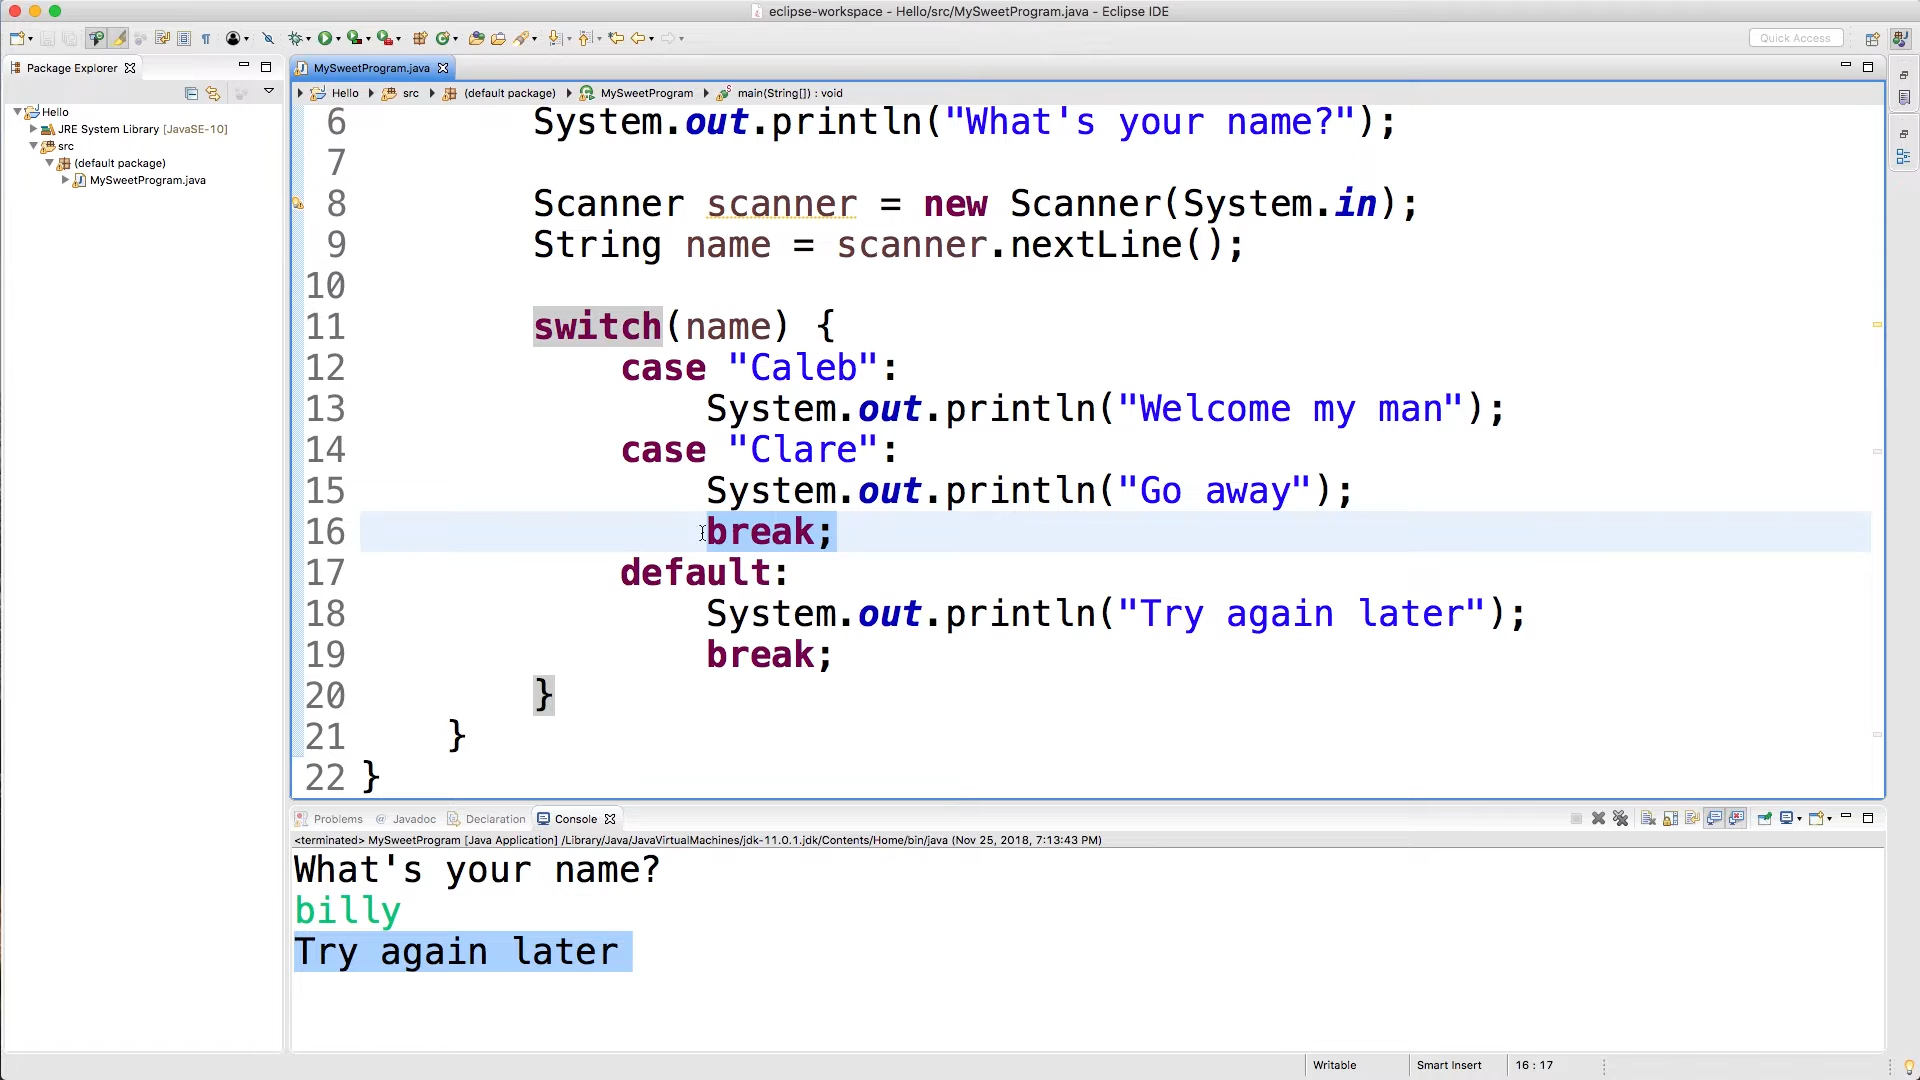 eclipse-workspace - Hello/src/MySweetProgram.java - Eclipse IDE
Quick Access
Package Explorer
MySweetProgram.java
Hello
JRE System Library [JavaSE-10]
src
(default package)
MySweetProgram.java
Hello src (default package) MySweetProgram main(String[]) : void
6 System.out.println("What's your name?");
7
8 Scanner scanner = new Scanner(System.in);
9 String name = scanner.nextLine();
10
11 switch(name) {
12 case "Caleb":
13 System.out.println("Welcome my man");
14 case "Clare":
15 System.out.println("Go away");
16 break;
17 default:
18 System.out.println("Try again later");
19 break;
20 }
21 }
22 }
Problems @ Javadoc Declaration Console
<terminated> MySweetProgram [Java Application] /Library/Java/JavaVirtualMachines/jdk-11.0.1.jdk/Contents/Home/bin/java (Nov 25, 2018, 7:13:43 PM)
What's your name?
billy
Try again later
Writable Smart Insert 16 : 17